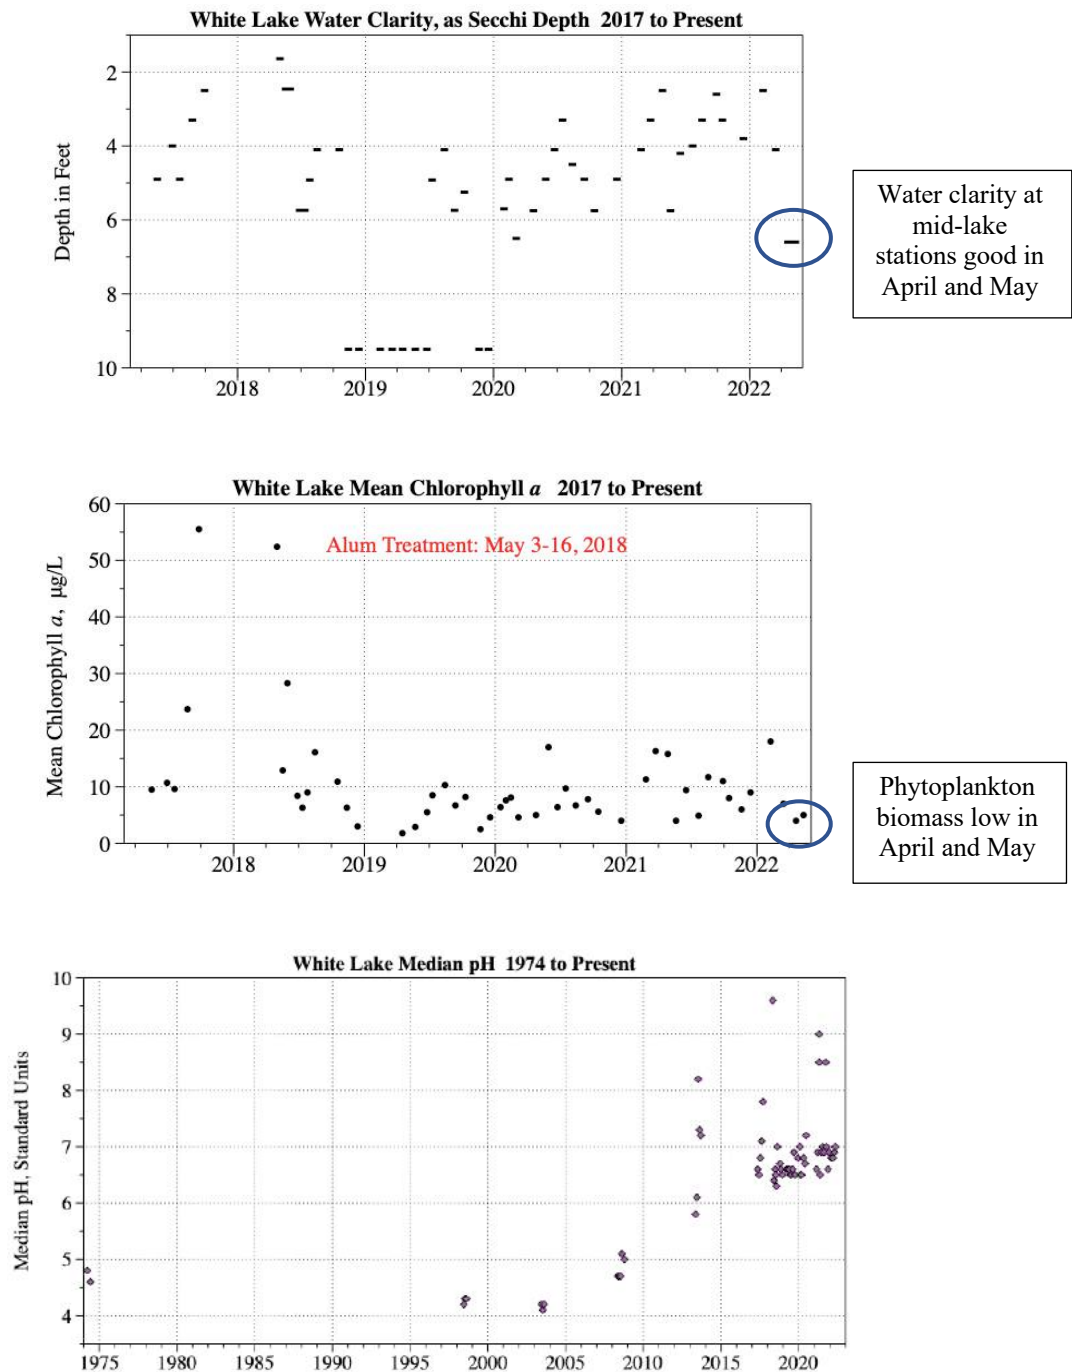 White Lake Water Clarity, as Secchi Depth 2017 to Present
Depth in Feet
2
4
6
8
10
2018
2019
2020
2021
2022
Water clarity at
mid-lake
stations good in
April and May
White Lake Mean Chlorophyll a 2017 to Present
Mean Chlorophyll a, µg/L
60
50
40
30
20
10
0
Alum Treatment: May 3-16, 2018
2018
2019
2020
2021
2022
Phytoplankton
biomass low in
April and May
White Lake Median pH 1974 to Present
Median pH, Standard Units
10
9
8
7
6
5
4
1975
1980
1985
1990
1995
2000
2005
2010
2015
2020